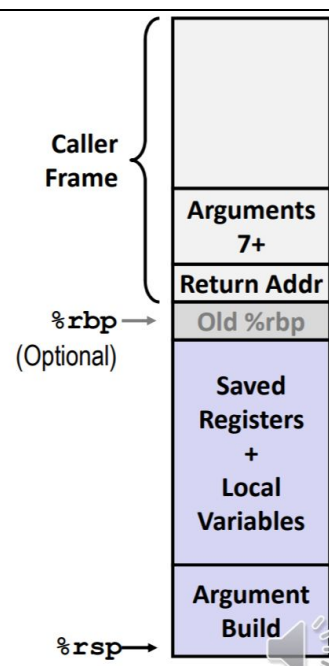 Caller
Frame
Arguments
7+
Return Addr
%rbp
Old %rbp
(Optional)
Saved
Registers
+
Local
Variables
Argument
Build
%rsp